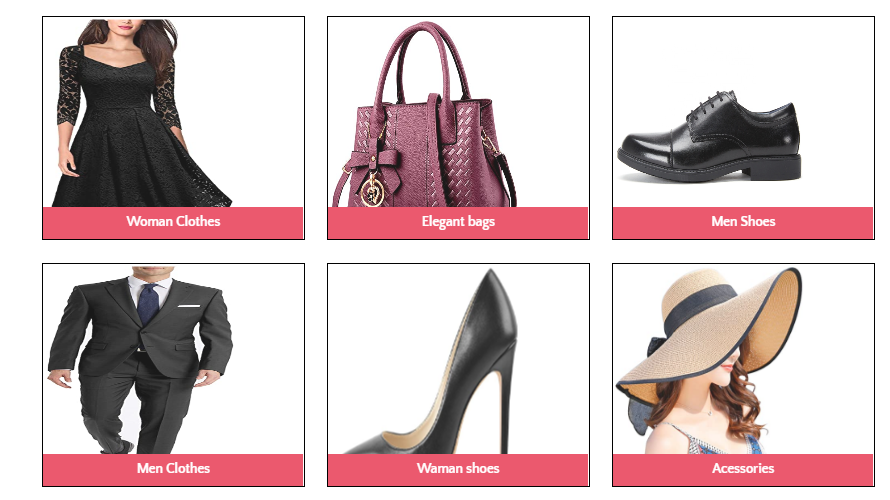 Woman Clothes
Elegant bags
Men Shoes
Men Clothes
Waman shoes
Acessories